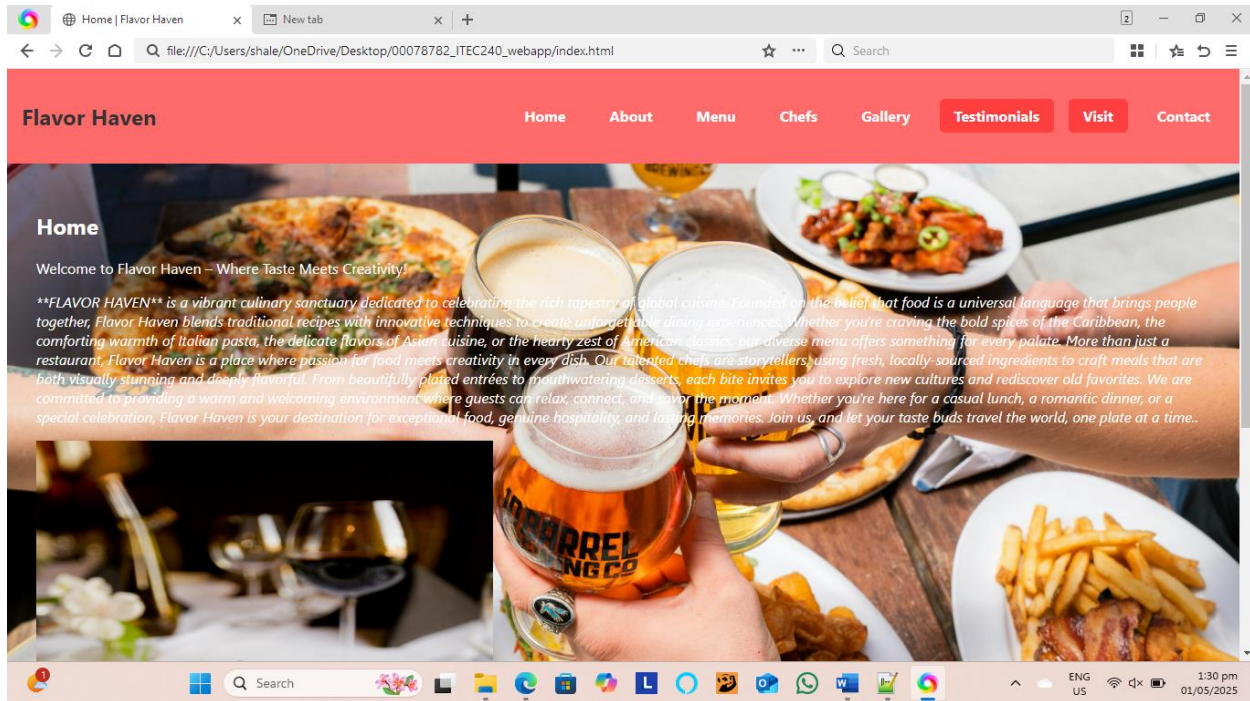 Home | Flavor Haven
New tab
2
file:///C:/Users/shale/OneDrive/Desktop/00078782_ITEC240_webapp/index.html
Search
Flavor Haven
Home About Menu Chefs Gallery Testimonials Visit Contact
BREWING
Home
Welcome to Flavor Haven – Where Taste Meets Creativity!
**FLAVOR HAVEN** is a vibrant culinary sanctuary dedicated to celebrating the rich tapestry of global cuisine. Founded on the belief that food is a universal language that brings people
together, Flavor Haven blends traditional recipes with innovative techniques to create unforgettable dining experiences. Whether you're craving the bold spices of the Caribbean, the
comforting warmth of Italian pasta, the delicate flavors of Asian cuisine, or the hearty zest of American classics, our diverse menu offers something for every palate. More than just a
restaurant, Flavor Haven is a place where passion for food meets creativity in every dish. Our talented chefs are storytellers, using fresh, locally-sourced ingredients to craft meals that are
both visually stunning and deeply flavorful. From beautifully plated entrées to mouthwatering desserts, each bite invites you to explore new cultures and rediscover old favorites. We are
committed to providing a warm and welcoming environment where guests can relax, connect, and savor the moment. Whether you're here for a casual lunch, a romantic dinner, or a
special celebration, Flavor Haven is your destination for exceptional food, genuine hospitality, and lasting memories. Join us, and let your taste buds travel the world, one plate at a time..
10 BARREL
ING CO
1
Search
L
ENG
US
1:30 pm
01/05/2025